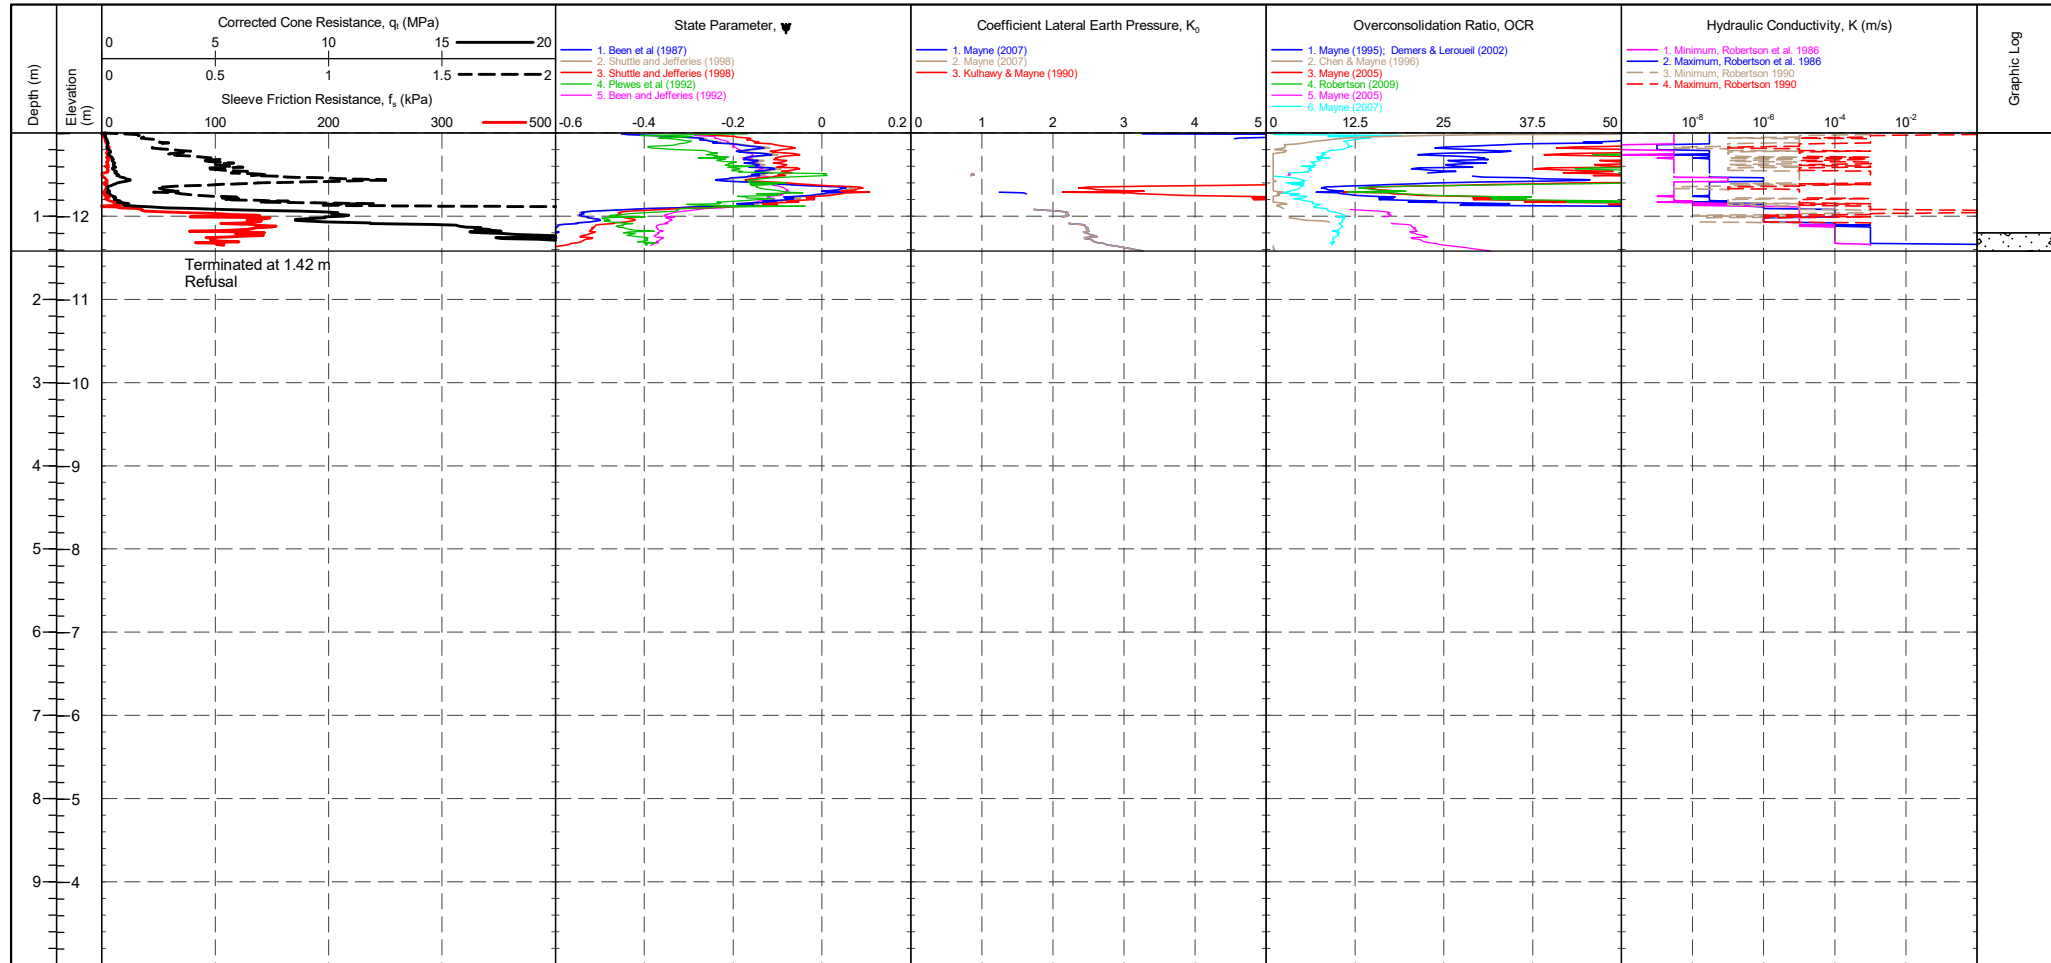 Depth (m)
Elevation
(m)
Corrected Cone Resistance, qt (MPa)
0 5 10 15 20
0 0.5 1 1.5 2
Sleeve Friction Resistance, fs (kPa)
0 100 200 300 500
State Parameter, ψ
1. Been et al (1987)
2. Shuttle and Jefferies (1998)
3. Shuttle and Jefferies (1998)
4. Plewes et al (1992)
5. Been and Jefferies (1992)
-0.6 -0.4 -0.2 0 0.2
Coefficient Lateral Earth Pressure, K0
1. Mayne (2007)
2. Mayne (2007)
3. Kulhawy & Mayne (1990)
0 1 2 3 4 5
Overconsolidation Ratio, OCR
1. Mayne (1995); Demers & Leroueil (2002)
2. Chen & Mayne (1996)
3. Mayne (2005)
4. Robertson (2009)
5. Mayne (2005)
6. Mayne (2007)
0 12.5 25 37.5 50
Hydraulic Conductivity, K (m/s)
1. Minimum, Robertson et al. 1986
2. Maximum, Robertson et al. 1986
3. Minimum, Robertson 1990
4. Maximum, Robertson 1990
10-8 10-6 10-4 10-2
Graphic Log
1 12
Terminated at 1.42 m
Refusal
2 11
3 10
4 9
5 8
6 7
7 6
8 5
9 4